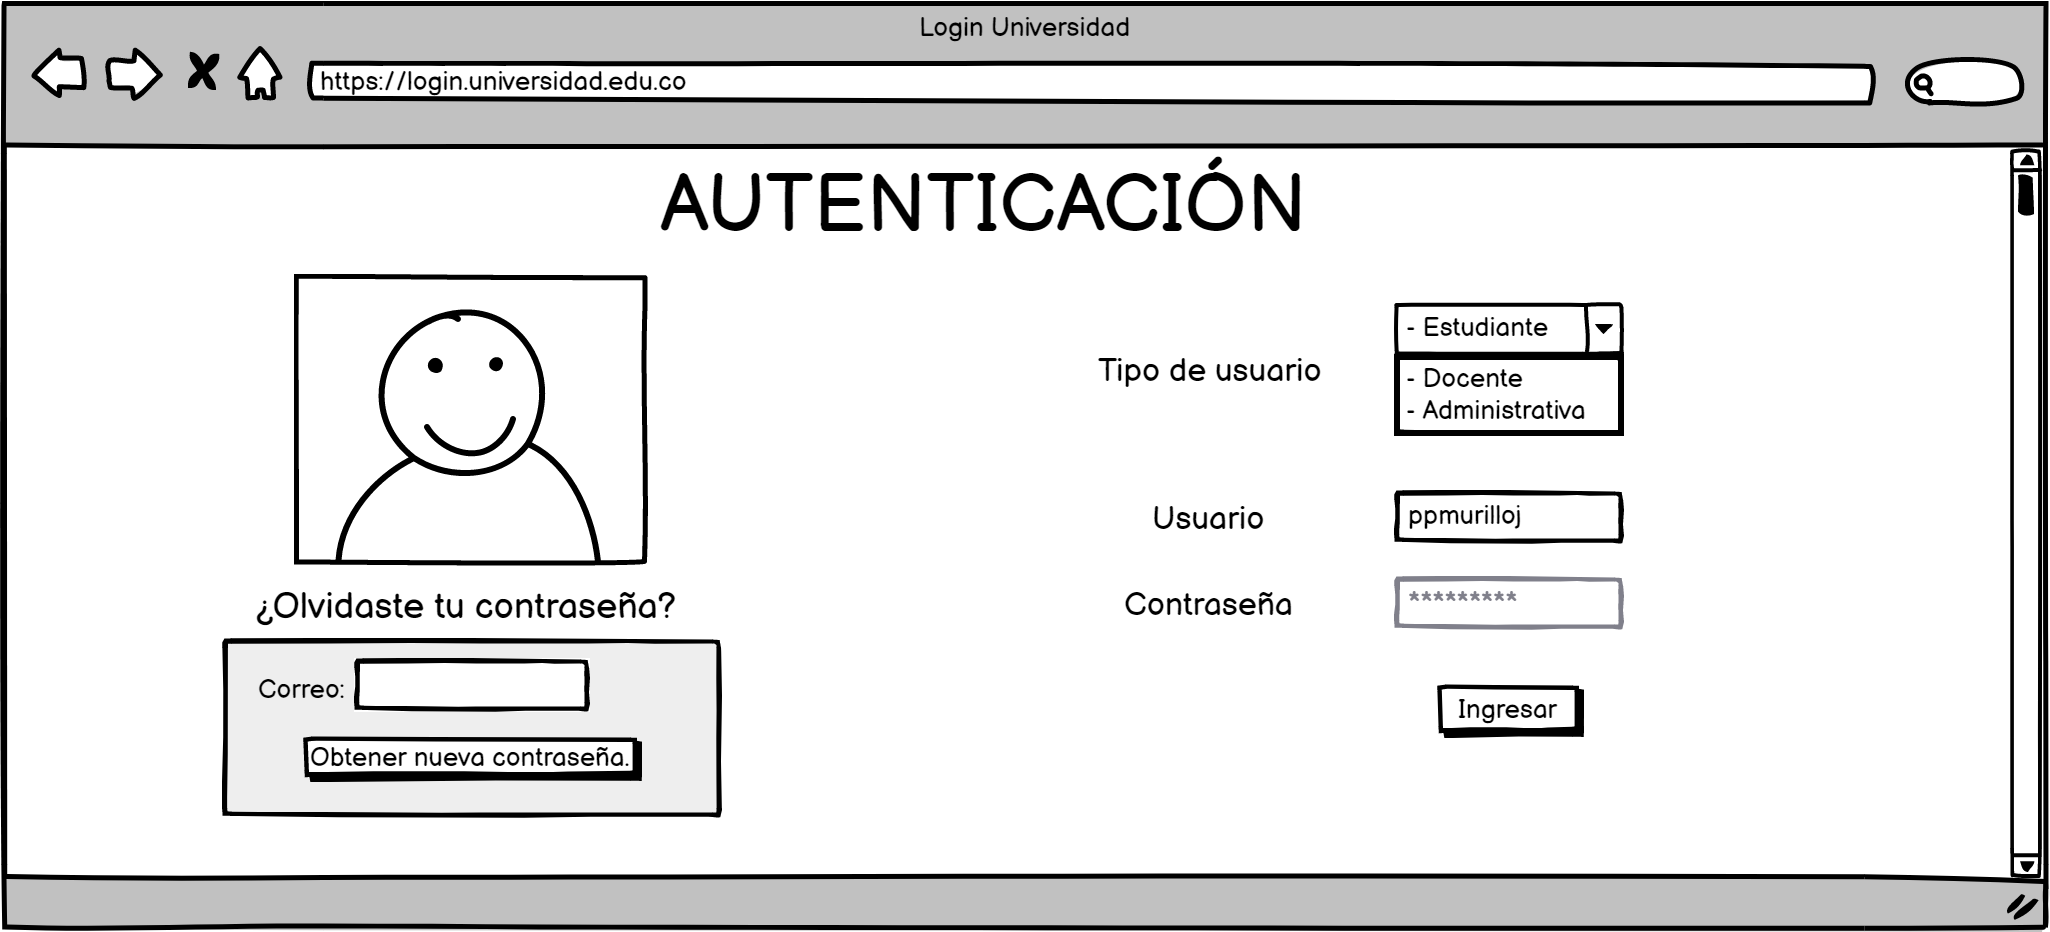 Login Universidad
https://login.universidad.edu.co
AUTENTICACIÓN
¿Olvidaste tu contraseña?
Correo:
Obtener nueva contraseña.
Tipo de usuario
- Estudiante
- Docente
- Administrativa
Usuario
ppmurilloj
Contraseña
*********
Ingresar